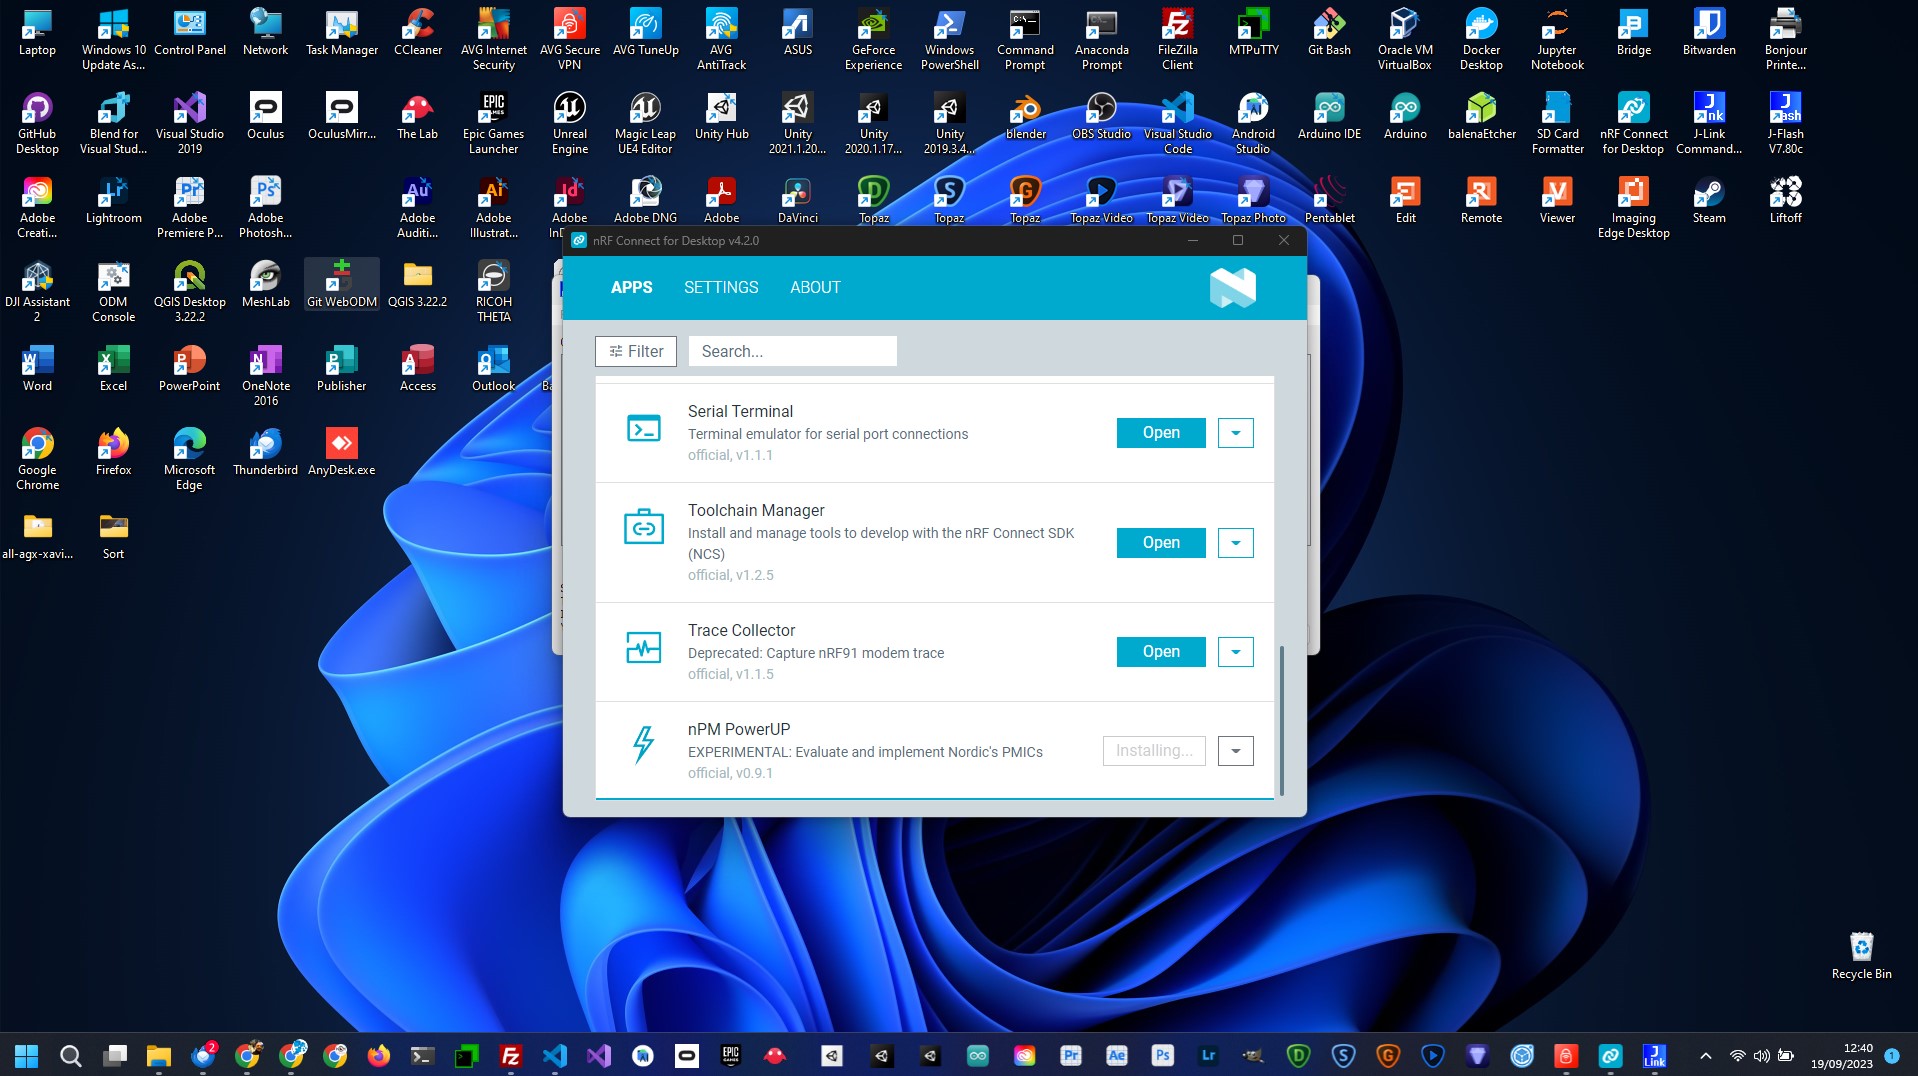 Laptop
Windows 10
Update As...
Control Panel
Network
Task Manager
CCleaner
AVG Internet
Security
AVG Secure
VPN
AVG TuneUp
AVG
AntiTrack
ASUS
GeForce
Experience
Windows
PowerShell
Command
Prompt
Anaconda
Prompt
FileZilla
Client
MTPuTTY
Git Bash
Oracle VM
VirtualBox
Docker
Desktop
Jupyter
Notebook
Bridge
Bitwarden
Bonjour
Printe...
GitHub
Desktop
Blend for
Visual Stud...
Visual Studio
2019
Oculus
OculusMirr...
The Lab
Epic Games
Launcher
Unreal
Engine
Magic Leap
UE4 Editor
Unity Hub
Unity
2021.1.20...
Unity
2020.1.17...
Unity
2019.3.4...
blender
OBS Studio
Visual Studio
Code
Android
Studio
Arduino IDE
Arduino
balenaEtcher
SD Card
Formatter
nRF Connect
for Desktop
J-Link
Command...
J-Flash
V7.80c
Adobe
Creati...
Lightroom
Adobe
Premiere P...
Adobe
Photosh...
Adobe
Auditi...
Adobe
Illustrat...
Adobe
Adobe DNG
Adobe
DaVinci
Topaz
Topaz
Topaz
Topaz Video
Topaz Video
Topaz Photo
Pentablet
Edit
Remote
Viewer
Imaging
Edge Desktop
Steam
Liftoff
DJI Assistant
2
ODM
Console
QGIS Desktop
3.22.2
MeshLab
Git WebODM
QGIS 3.22.2
RICOH
THETA
Word
Excel
PowerPoint
OneNote
2016
Publisher
Access
Outlook
Google
Chrome
Firefox
Microsoft
Edge
Thunderbird
AnyDesk.exe
all-agx-xavi...
Sort
nRF Connect for Desktop v4.2.0
APPS
SETTINGS
ABOUT
Filter
Search...
Serial Terminal
Terminal emulator for serial port connections
official, v1.1.1
Open
Toolchain Manager
Install and manage tools to develop with the nRF Connect SDK
(NCS)
official, v1.2.5
Open
Trace Collector
Deprecated: Capture nRF91 modem trace
official, v1.1.5
Open
nPM PowerUP
EXPERIMENTAL: Evaluate and implement Nordic's PMICs
official, v0.9.1
Installing...
Recycle Bin
12:40
19/09/2023